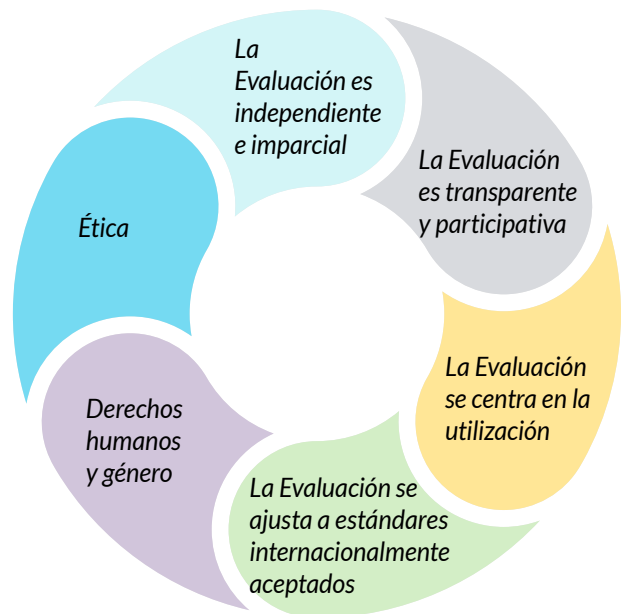 La
Evaluación es
independiente
e imparcial
La Evaluación
es transparente
y participativa
La Evaluación
se centra en la
utilización
La Evaluación se
ajusta a estándares
internacionalmente
aceptados
Derechos
humanos
y género
Ética